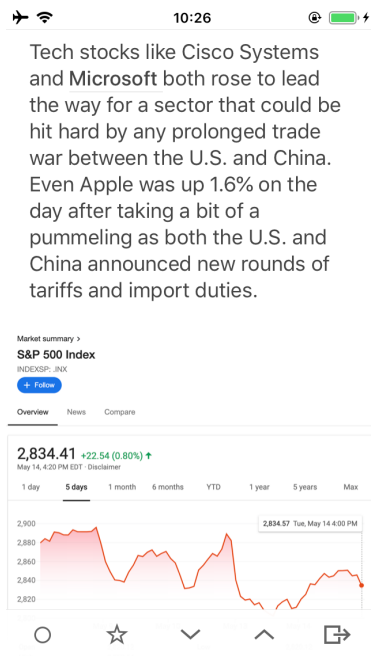 10:26
Tech stocks like Cisco Systems
and Microsoft both rose to lead
the way for a sector that could be
hit hard by any prolonged trade
war between the U.S. and China.
Even Apple was up 1.6% on the
day after taking a bit of a
pummeling as both the U.S. and
China announced new rounds of
tariffs and import duties.
Market summary >
S&P 500 Index
INDEXSP: .INX
+ Follow
Overview News Compare
2,834.41 +22.54 (0.80%) ↑
May 14, 4:20 PM EDT · Disclaimer
1 day 5 days 1 month 6 months YTD 1 year 5 years Max
2,834.57 Tue, May 14 4:00 PM
2,900
2,880
2,860
2,840
2,820